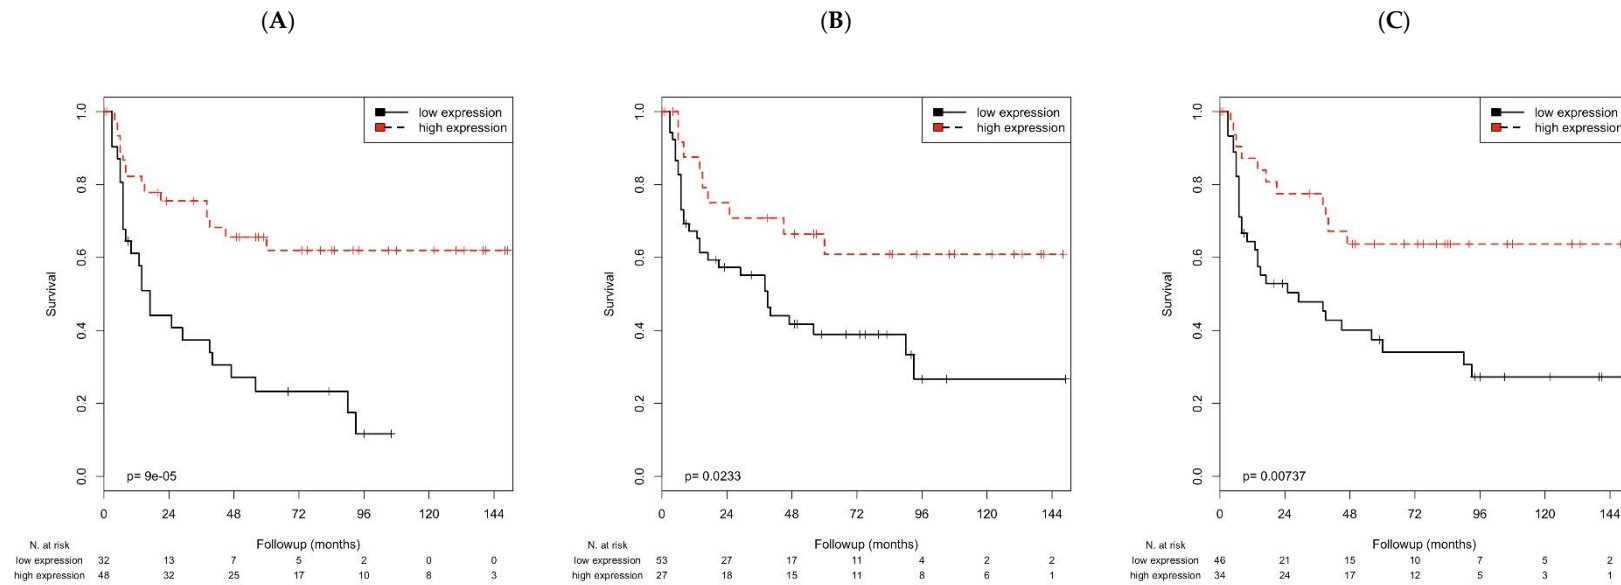 (A)
(B)
(C)
low expression
high expression
Survival
0.0 0.2 0.4 0.6 0.8 1.0
p= 9e-05
0 24 48 72 96 120 144
Followup (months)
N. at risk
low expression 32 13 7 5 2 0 0
high expression 48 32 25 17 10 8 3
low expression
high expression
Survival
0.0 0.2 0.4 0.6 0.8 1.0
p= 0.0233
0 24 48 72 96 120 144
Followup (months)
N. at risk
low expression 53 27 17 11 4 2 2
high expression 27 18 15 11 8 6 1
low expression
high expression
Survival
0.0 0.2 0.4 0.6 0.8 1.0
p= 0.00737
0 24 48 72 96 120 144
Followup (months)
N. at risk
low expression 46 21 15 10 7 5 2
high expression 34 24 17 12 5 3 1